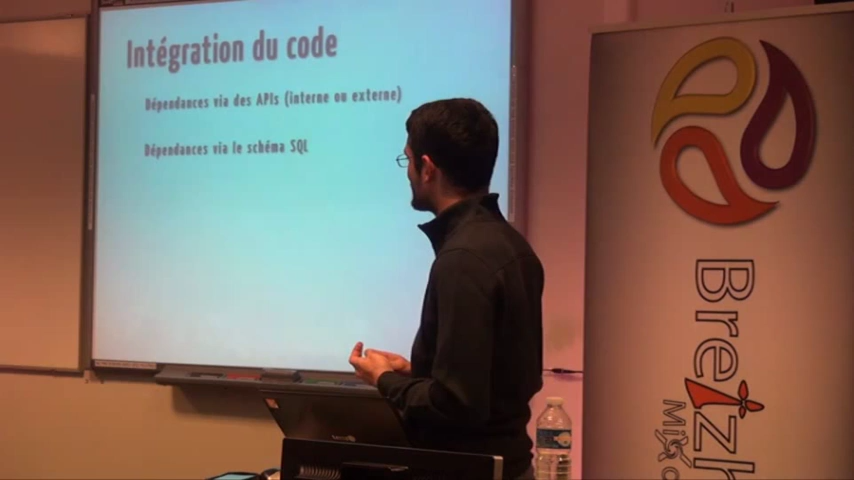 Intégration du code
Dépendances via des APIs (interne ou externe)
Dépendances via le schéma SQL
Breizh